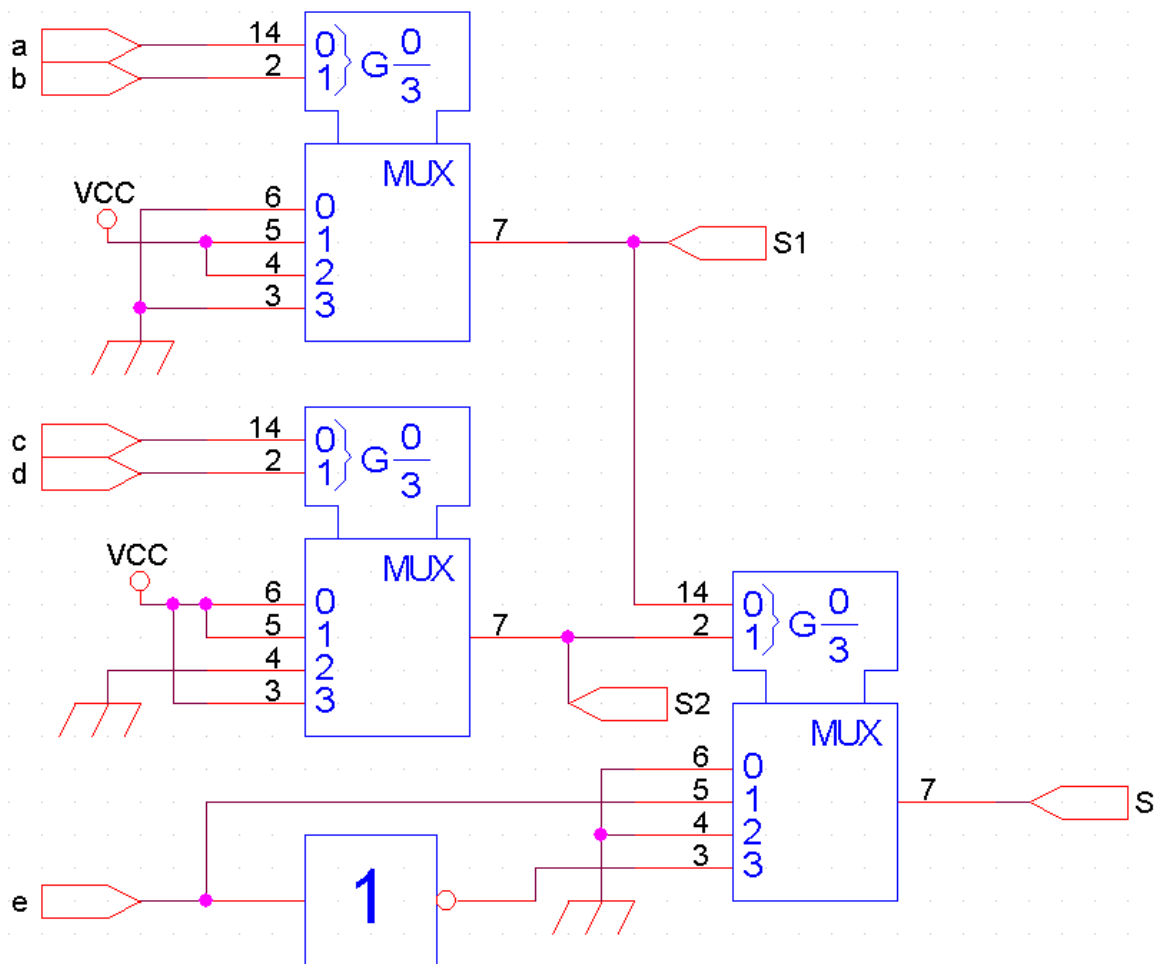 a 14 0 G 0
b 2 1 3
MUX
VCC 6 0
5 1 7 S1
4 2
3 3
c 14 0 G 0
d 2 1 3
MUX
VCC
6 0 14 0 G 0
5 1 7 2 1 3
4 2
3 3 S2
MUX
6 0
5 1 7 S
4 2
3 3
e 1